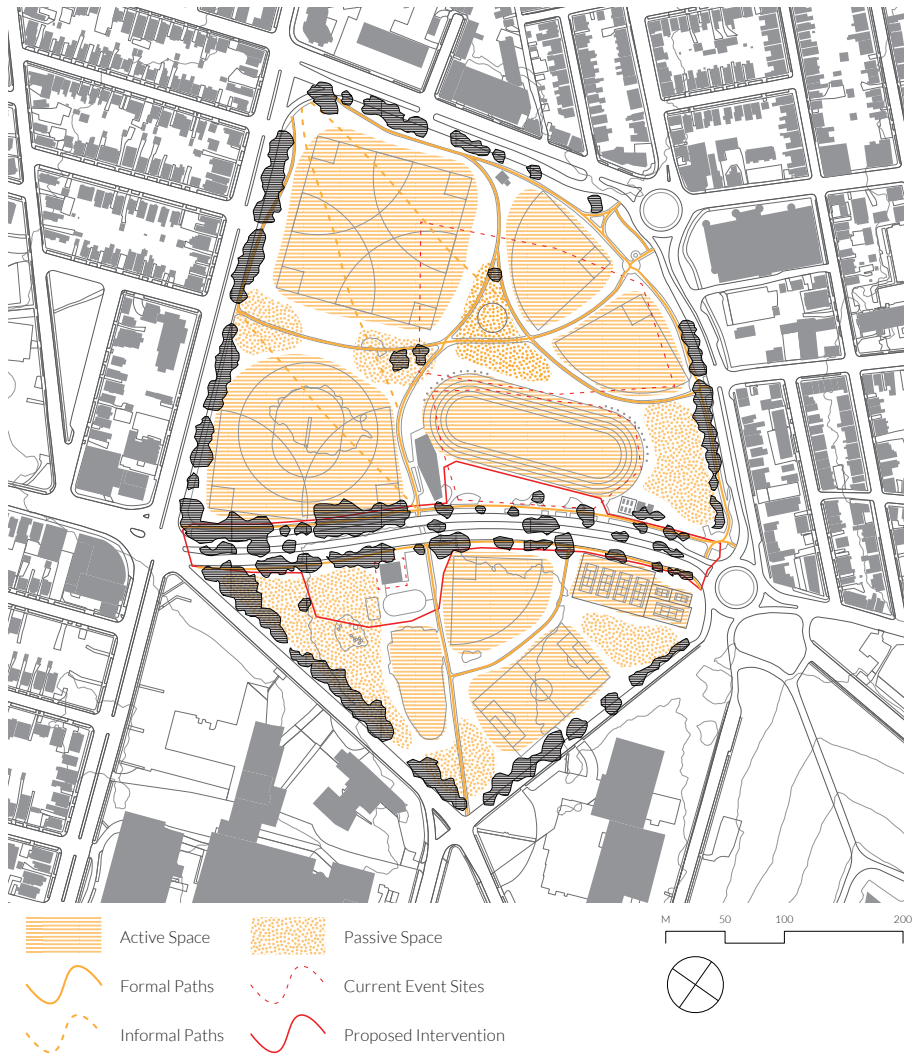 Active Space
Passive Space
M 50 100 200
Formal Paths
Current Event Sites
Informal Paths
Proposed Intervention